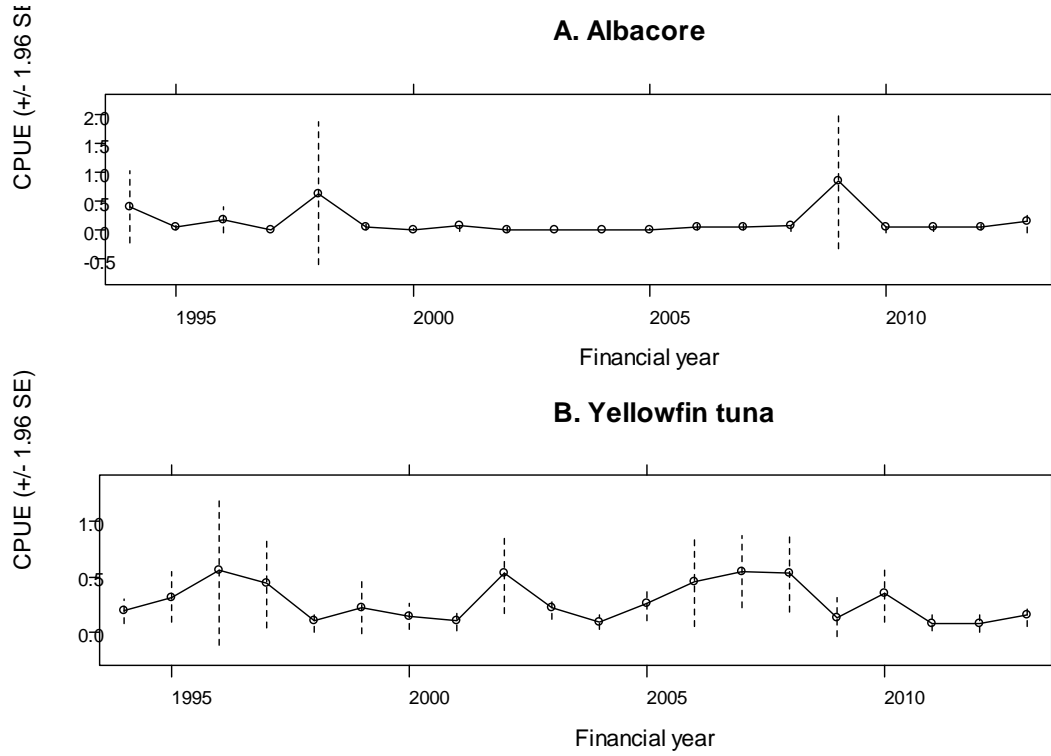 A. Albacore
CPUE (+/- 1.96 SE
2.0
1.5
1.0
0.5
0.0
-0.5
1995 2000 2005 2010
Financial year
B. Yellowfin tuna
CPUE (+/- 1.96 SE)
1.0
0.5
0.0
1995 2000 2005 2010
Financial year